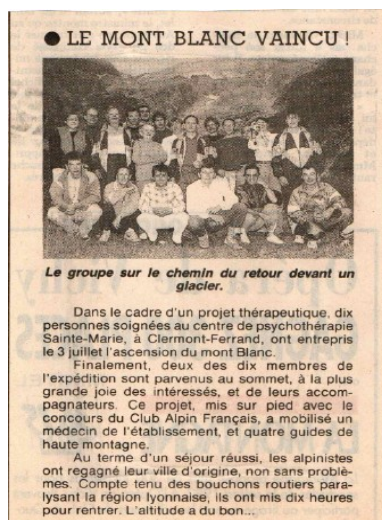 ● LE MONT BLANC VAINCU !
Le groupe sur le chemin du retour devant un
glacier.
Dans le cadre d'un projet thérapeutique, dix
personnes soignées au centre de psychothérapie
Sainte-Marie, à Clermont-Ferrand, ont entrepris
le 3 juillet l'ascension du mont Blanc.
Finalement, deux des dix membres de
l'expédition sont parvenus au sommet, à la plus
grande joie des intéressés, et de leurs accom-
pagnateurs. Ce projet, mis sur pied avec le
concours du Club Alpin Français, a mobilisé un
médecin de l'établissement, et quatre guides de
haute montagne.
Au terme d'un séjour réussi, les alpinistes
ont regagné leur ville d'origine, non sans problè-
mes. Compte tenu des bouchons routiers para-
lysant la région lyonnaise, ils ont mis dix heures
pour rentrer. L'altitude a du bon...